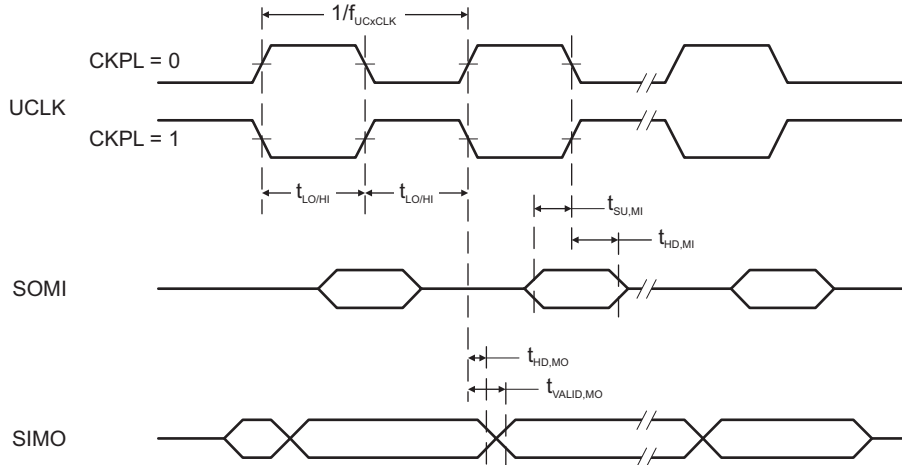 1/fUCxCLK
CKPL = 0
UCLK
CKPL = 1
tLO/HI tLO/HI
tSU,MI
tHD,MI
SOMI
tHD,MO
tVALID,MO
SIMO